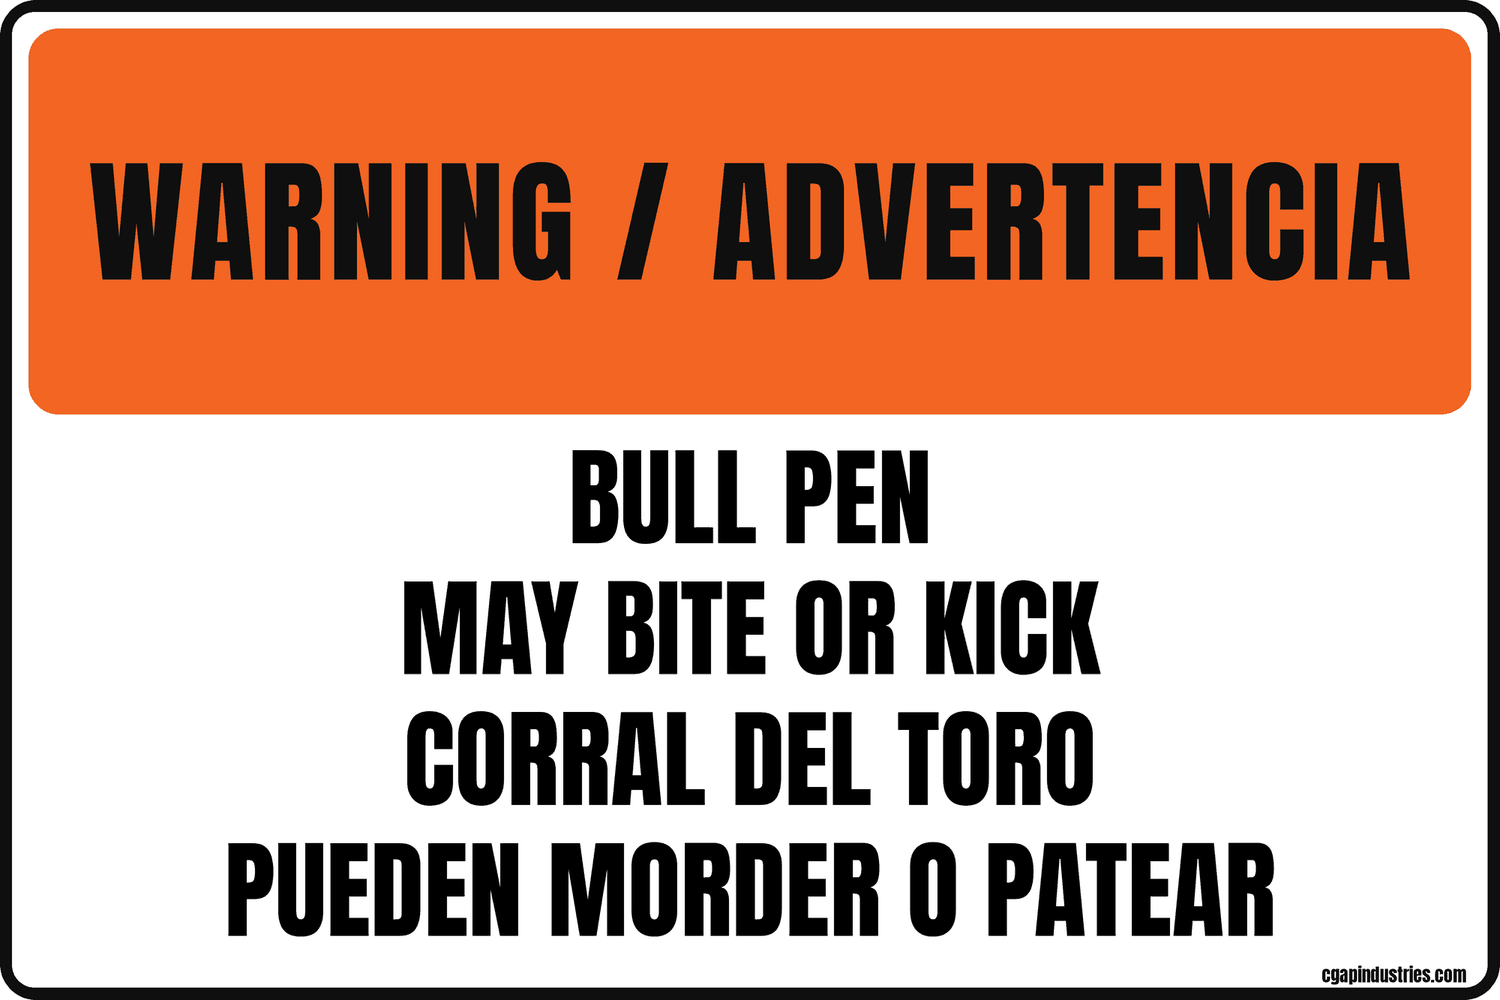 WARNING / ADVERTENCIA
BULL PEN
MAY BITE OR KICK
CORRAL DEL TORO
PUEDEN MORDER O PATEAR
cgapindustries.com